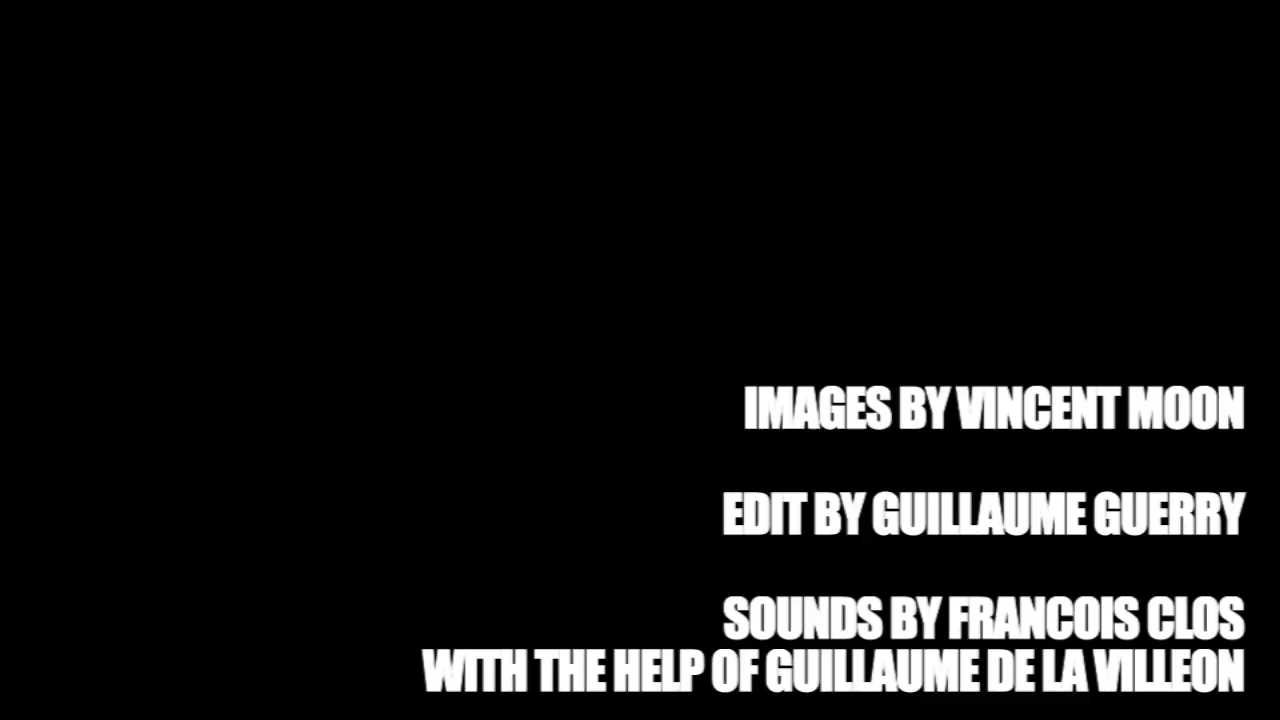 IMAGES BY VINCENT MOON
EDIT BY GUILLAUME GUERRY
SOUNDS BY FRANCOIS CLOS
WITH THE HELP OF GUILLAUME DE LA VILLEON